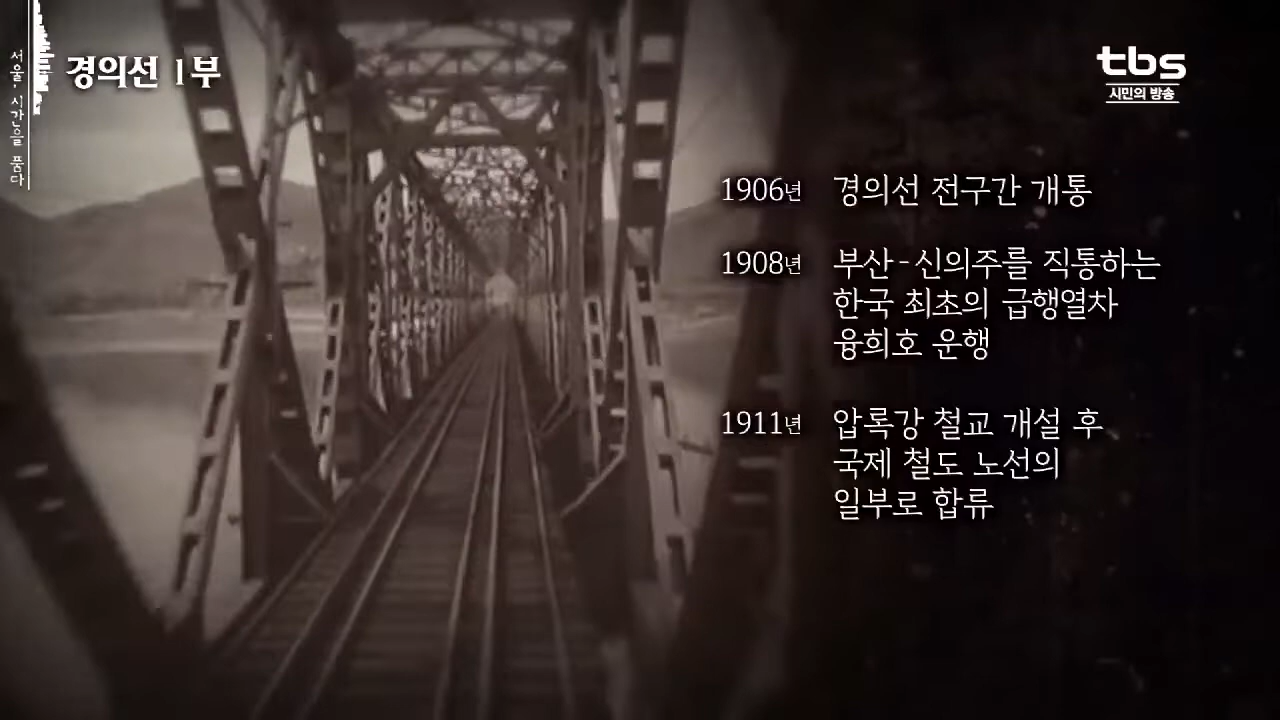 서울, 시간을 품다
경의선 1부
tbs
시민의 방송
1906년 경의선 전구간 개통
1908년 부산-신의주를 직통하는
한국 최초의 급행열차
융희호 운행
1911년 압록강 철교 개설 후
국제 철도 노선의
일부로 합류